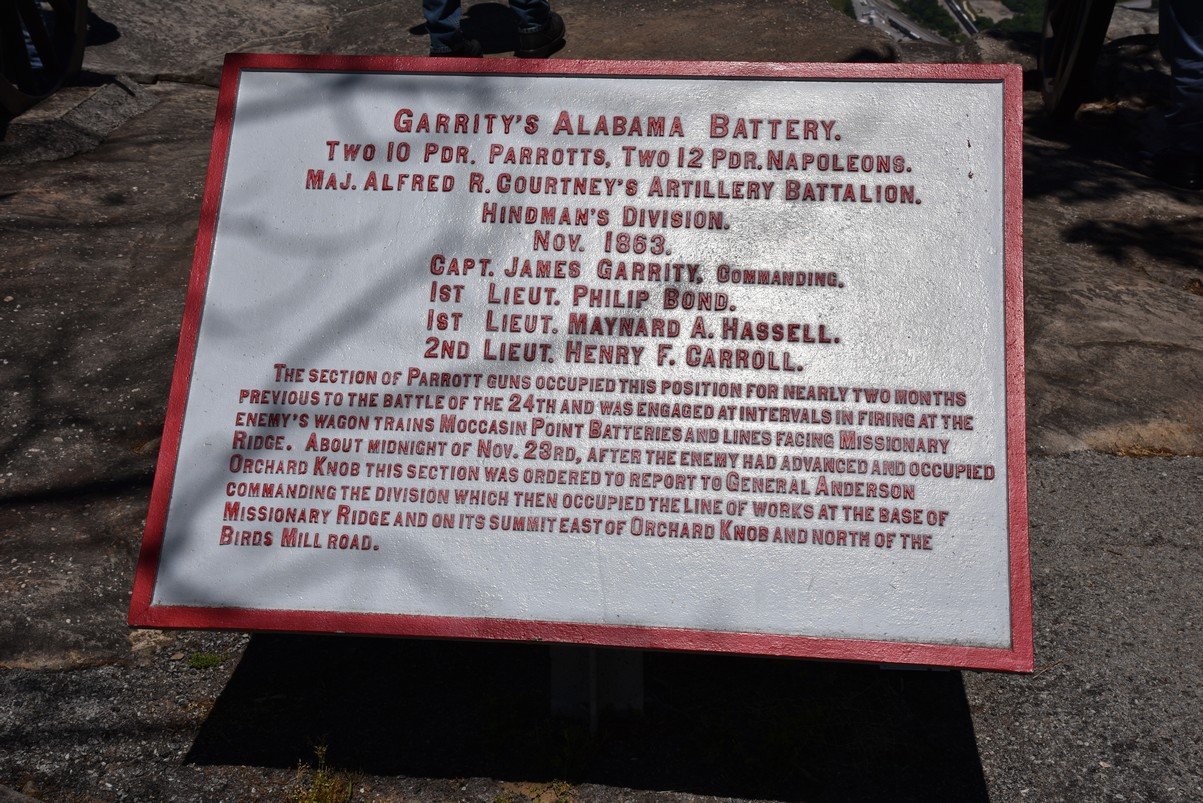 GARRITY'S ALABAMA BATTERY.
TWO 10 PDR. PARROTTS, TWO 12 PDR. NAPOLEONS.
MAJ. ALFRED R. COURTNEY'S ARTILLERY BATTALION.
HINDMAN'S DIVISION.
NOV. 1863.
CAPT. JAMES GARRITY, COMMANDING.
1ST LIEUT. PHILIP BOND.
1ST LIEUT. MAYNARD A. HASSELL.
2ND LIEUT. HENRY F. CARROLL.
THE SECTION OF PARROTT GUNS OCCUPIED THIS POSITION FOR NEARLY TWO MONTHS
PREVIOUS TO THE BATTLE OF THE 24TH AND WAS ENGAGED AT INTERVALS IN FIRING AT THE
ENEMY'S WAGON TRAINS MOCCASIN POINT BATTERIES AND LINES FACING MISSIONARY
RIDGE. ABOUT MIDNIGHT OF NOV. 23RD, AFTER THE ENEMY HAD ADVANCED AND OCCUPIED
ORCHARD KNOB THIS SECTION WAS ORDERED TO REPORT TO GENERAL ANDERSON
COMMANDING THE DIVISION WHICH THEN OCCUPIED THE LINE OF WORKS AT THE BASE OF
MISSIONARY RIDGE AND ON ITS SUMMIT EAST OF ORCHARD KNOB AND NORTH OF THE
BIRDS MILL ROAD.